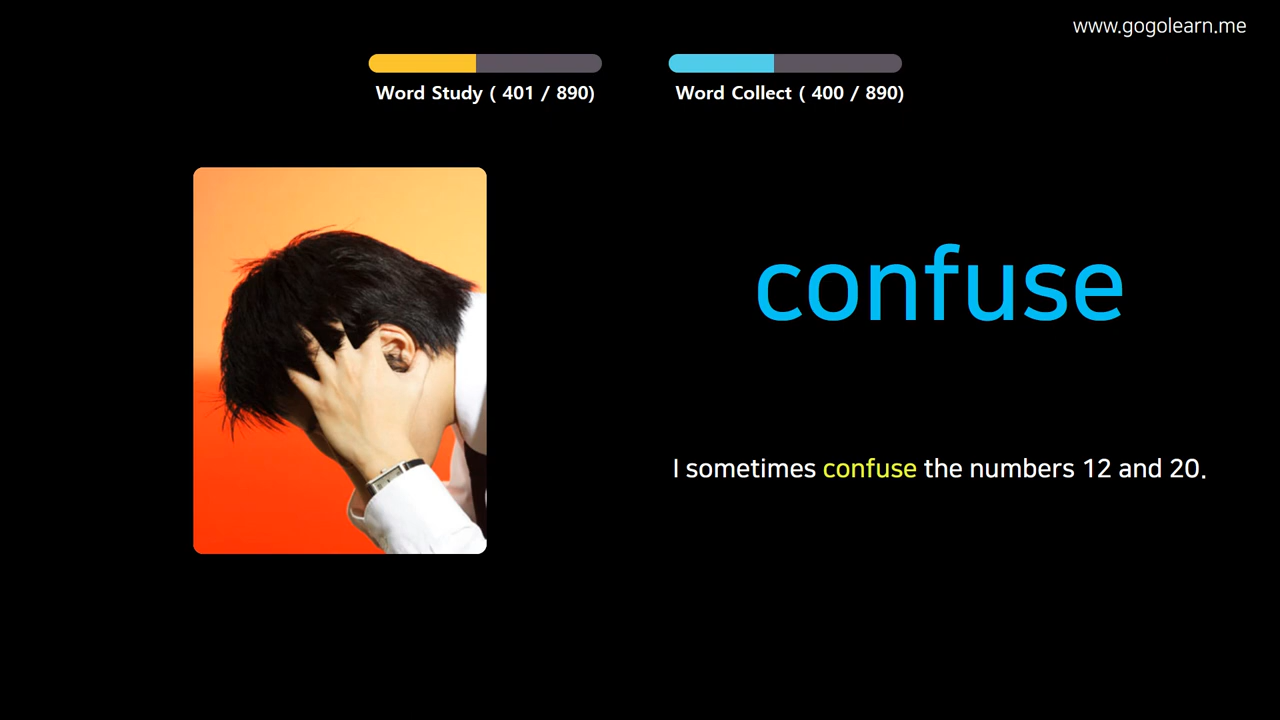 www.gogolearn.me
Word Study ( 401 / 890)
Word Collect ( 400 / 890)
confuse
I sometimes confuse the numbers 12 and 20.